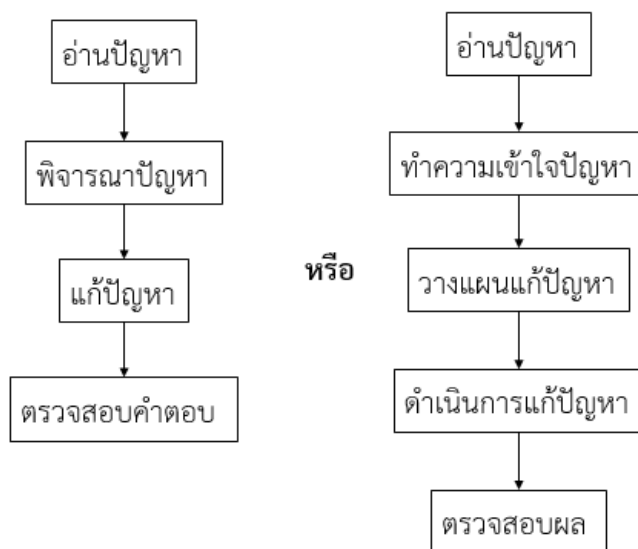 อ่านปัญหา
พิจารณาปัญหา
แก้ปัญหา
ตรวจสอบคำตอบ
หรือ
อ่านปัญหา
ทำความเข้าใจปัญหา
วางแผนแก้ปัญหา
ดำเนินการแก้ปัญหา
ตรวจสอบผล